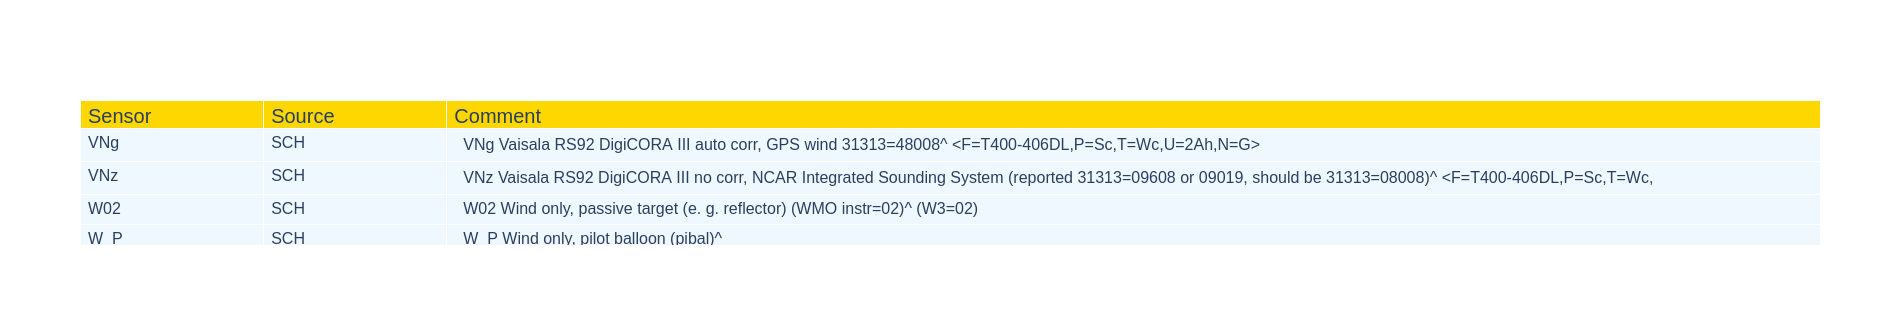 Sensor Source Comment
VNg SCH VNg Vaisala RS92 DigiCORA III auto corr, GPS wind 31313=48008^ <F=T400-406DL,P=Sc,T=Wc,U=2Ah,N=G>
VNz SCH VNz Vaisala RS92 DigiCORA III no corr, NCAR Integrated Sounding System (reported 31313=09608 or 09019, should be 31313=08008)^ <F=T400-406DL,P=Sc,T=Wc,
W02 SCH W02 Wind only, passive target (e. g. reflector) (WMO instr=02)^ (W3=02)
W_P SCH W_P Wind only, pilot balloon (pibal)^